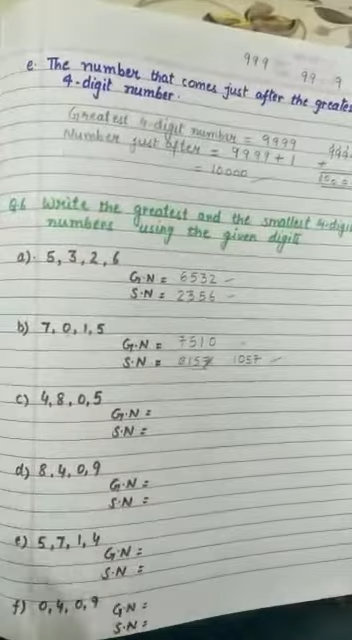 999 99 9
e. The number that comes just after the greates
4-digit number.
Greatest 4-digit number = 9999
Number just after = 9999 + 1
= 10000
Q.6 Write the greatest and the smallest 4-digit
numbers using the given digits
a). 5, 3, 2, 6
G.N = 6532
S.N = 2356
b) 7, 0, 1, 5
G.N = 7510
S.N = 1057
c) 4, 8, 0, 5
G.N =
S.N =
d) 8, 4, 0, 9
G.N =
S.N =
e) 5, 7, 1, 4
G.N =
S.N =
f) 0, 4, 0, 9 G.N =
S.N =